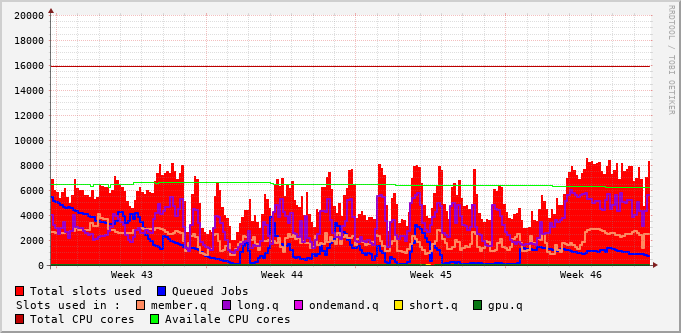 RRDTOOL / TOBI OETIKER
20000
18000
16000
14000
12000
10000
8000
6000
4000
2000
0
Week 43 Week 44 Week 45 Week 46
Total slots used Queued Jobs
Slots used in : member.q long.q ondemand.q short.q gpu.q
Total CPU cores Availale CPU cores